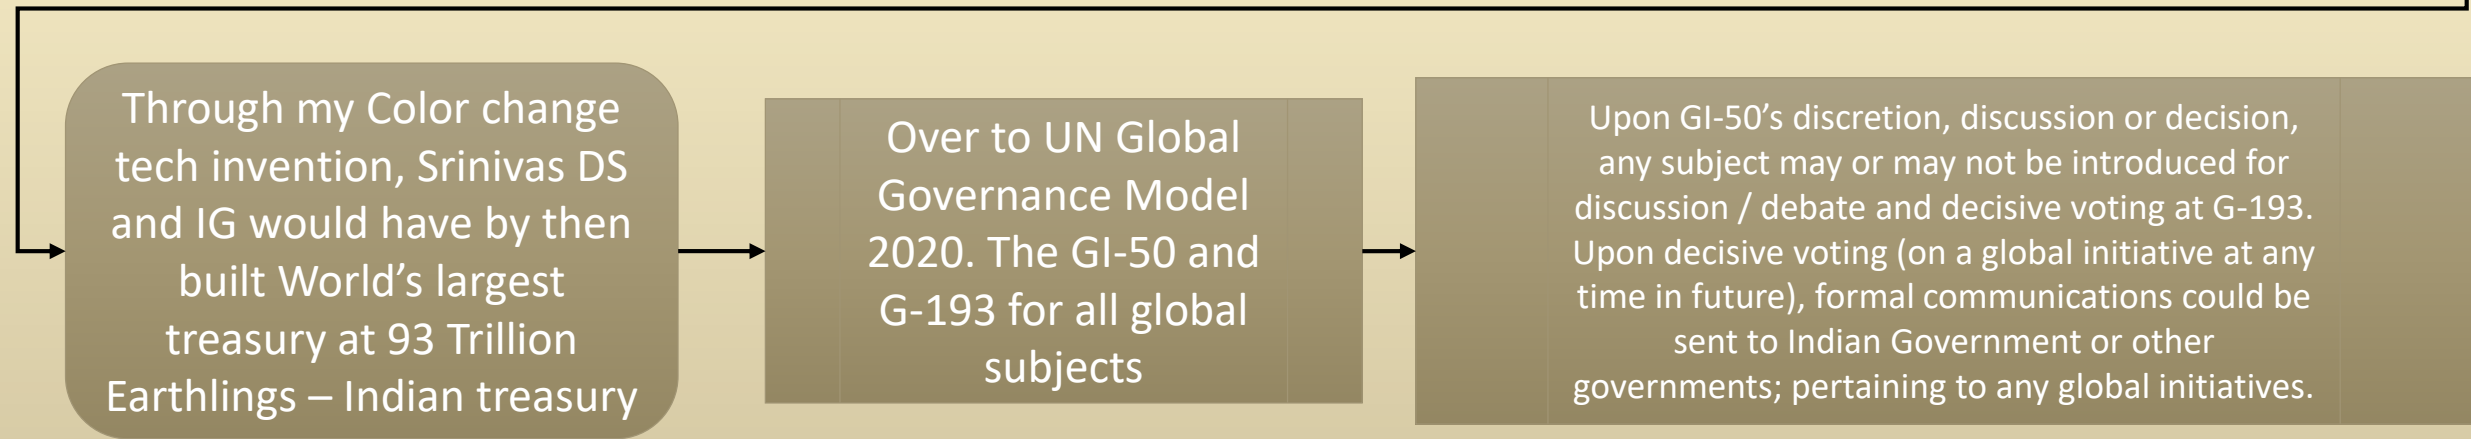 Through my Color change
tech invention, Srinivas DS
and IG would have by then
built World’s largest
treasury at 93 Trillion
Earthlings – Indian treasury
Over to UN Global
Governance Model
2020. The GI-50 and
G-193 for all global
subjects
Upon GI-50’s discretion, discussion or decision,
any subject may or may not be introduced for
discussion / debate and decisive voting at G-193.
Upon decisive voting (on a global initiative at any
time in future), formal communications could be
sent to Indian Government or other
governments; pertaining to any global initiatives.